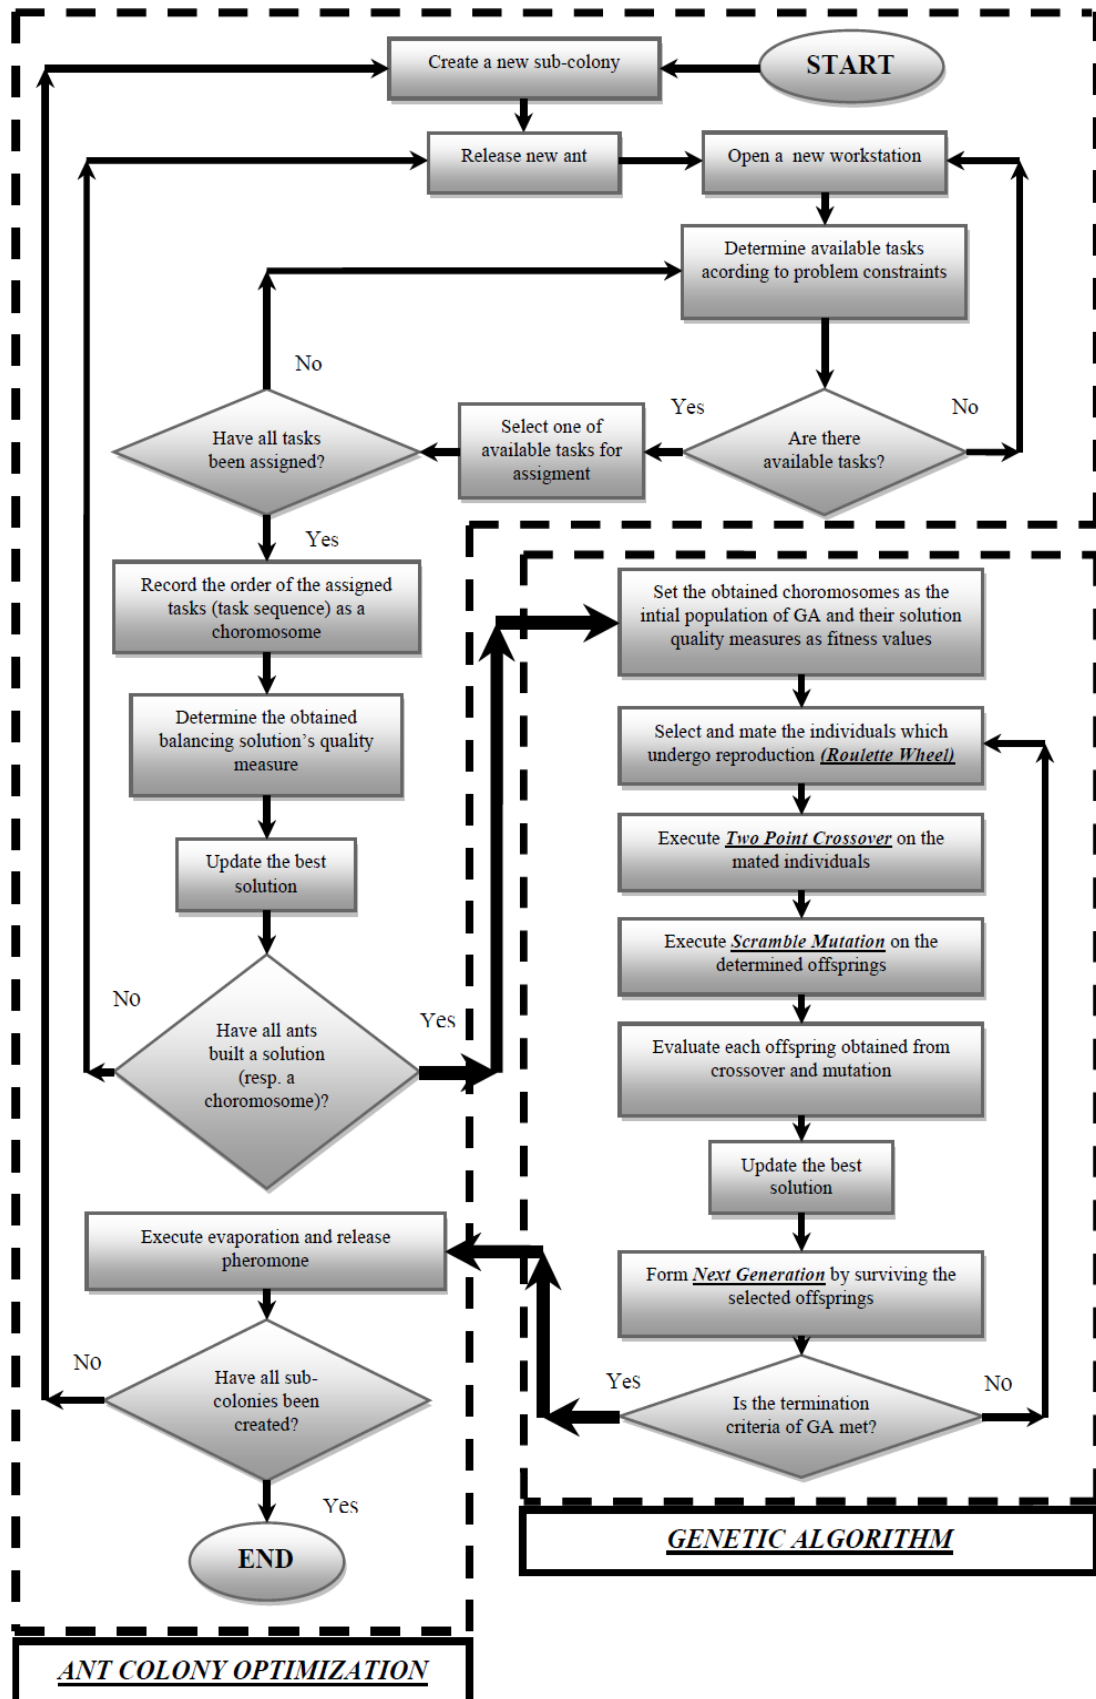 START
Create a new sub-colony
Release new ant
Open a  new workstation
Determine available tasks
acording to problem constraints
No
Yes
No
Have all tasks
been assigned?
Select one of
available tasks for
assigment
Are there
available tasks?
Yes
Record the order of the assigned
tasks (task sequence) as a
choromosome
Determine the obtained
balancing solution's quality
measure
Update the best
solution
No
Yes
Have all ants
built a solution
(resp. a
choromosome)?
Set the obtained choromosomes as the
intial population of GA and their solution
quality measures as fitness values
Select and mate the individuals which
undergo reproduction (Roulette Wheel)
Execute Two Point Crossover on the
mated individuals
Execute Scramble Mutation on the
determined offsprings
Evaluate each offspring obtained from
crossover and mutation
Update the best
solution
Form Next Generation by surviving the
selected offsprings
Yes
No
Is the termination
criteria of GA met?
Execute evaporation and release
pheromone
No
Have all sub-
colonies been
created?
Yes
END
GENETIC ALGORITHM
ANT COLONY OPTIMIZATION